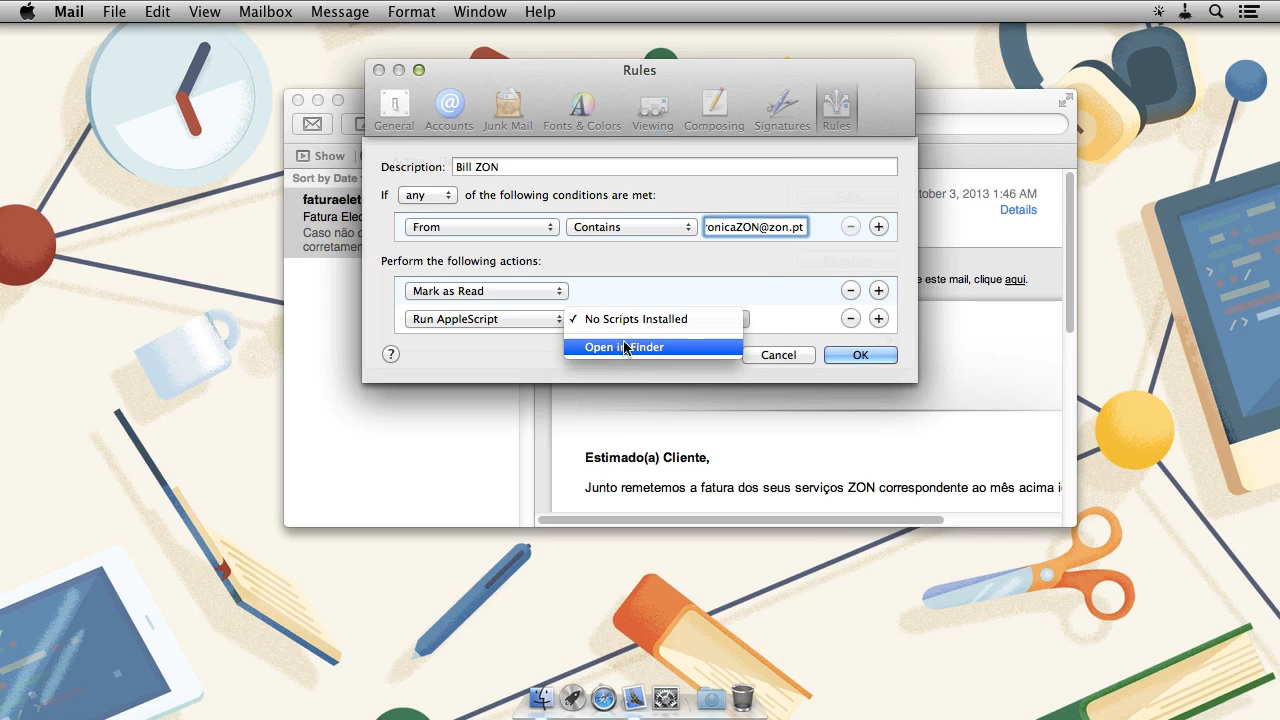 Mail File Edit View Mailbox Message Format Window Help
Rules
General Accounts Junk Mail Fonts & Colors Viewing Composing Signatures Rules
Show
Sort by Date
Description: Bill ZON
If any of the following conditions are met:
From Contains onicaZON@zon.pt
Perform the following actions:
Mark as Read
Run AppleScript ✓ No Scripts Installed
Open in Finder
? Cancel OK
faturaelet
Fatura Elec
Caso não c
corretamen
tober 3, 2013 1:46 AM
Details
e este mail, clique aqui.
Estimado(a) Cliente,
Junto remetemos a fatura dos seus serviços ZON correspondente ao mês acima i